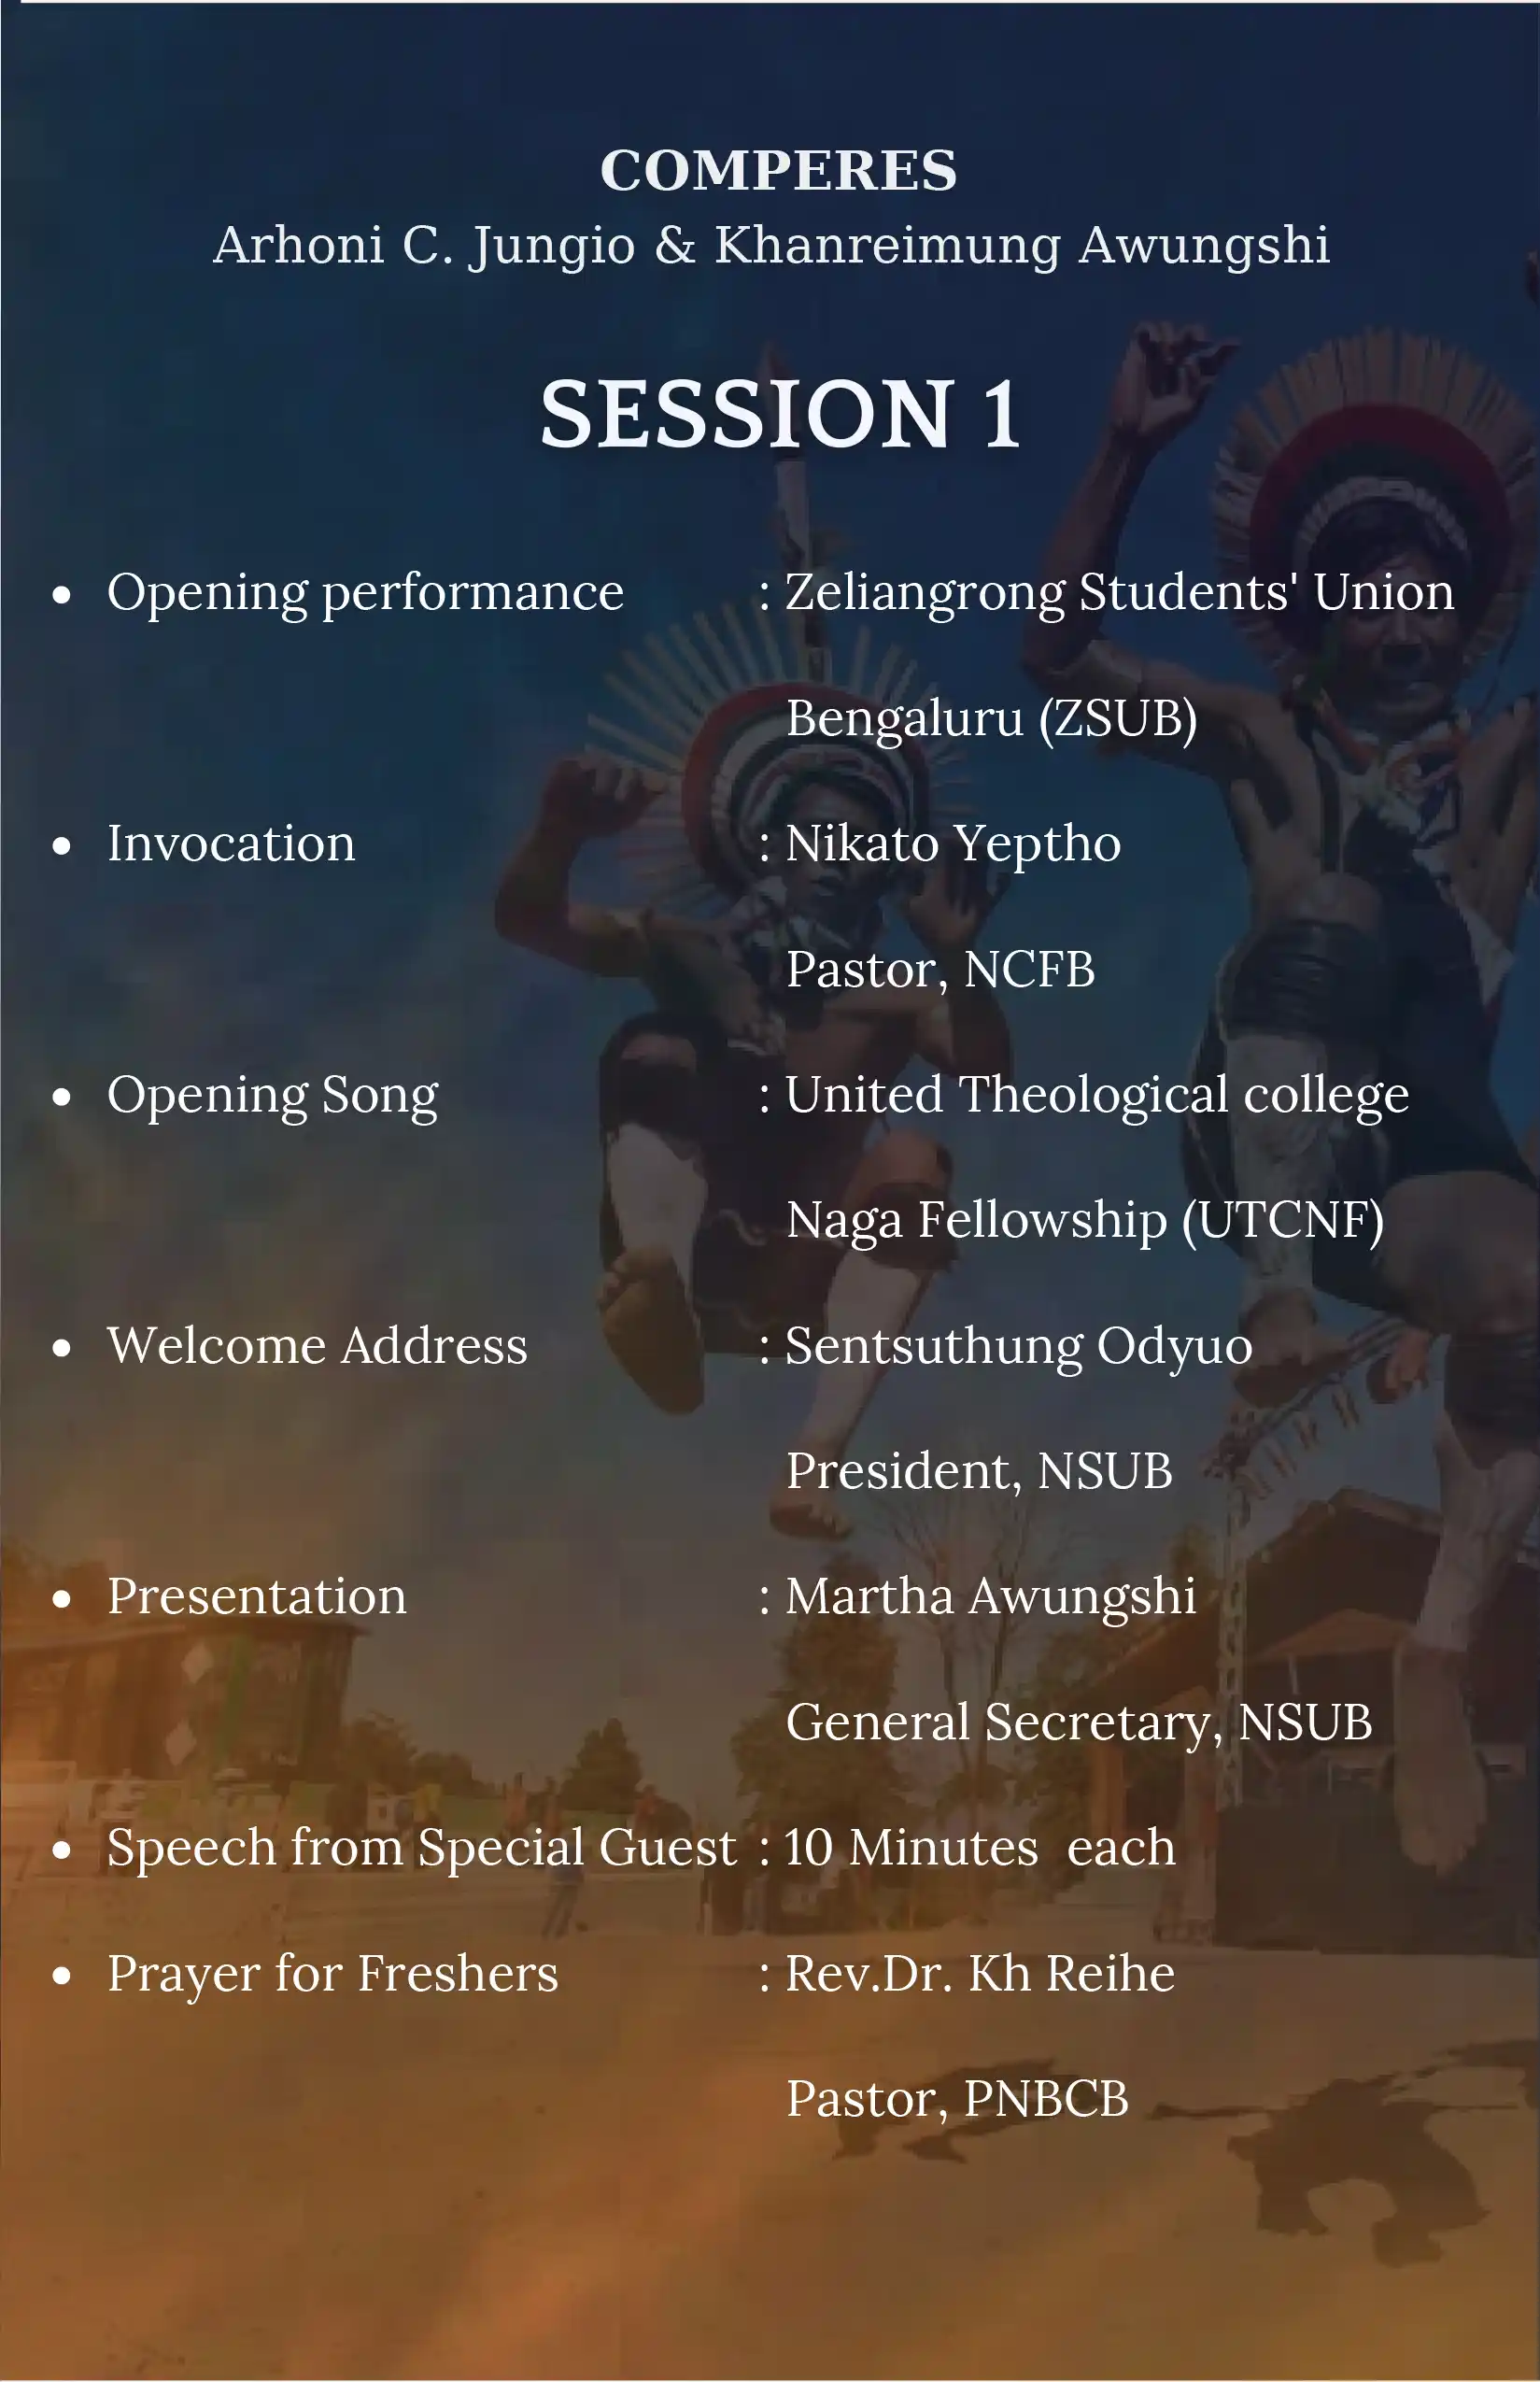 COMPERES
Arhoni C. Jungio & Khanreimung Awungshi
SESSION 1
• Opening performance : Zeliangrong Students' Union
Bengaluru (ZSUB)
• Invocation : Nikato Yeptho
Pastor, NCFB
• Opening Song : United Theological college
Naga Fellowship (UTCNF)
• Welcome Address : Sentsuthung Odyuo
President, NSUB
• Presentation : Martha Awungshi
General Secretary, NSUB
• Speech from Special Guest : 10 Minutes  each
• Prayer for Freshers : Rev.Dr. Kh Reihe
Pastor, PNBCB